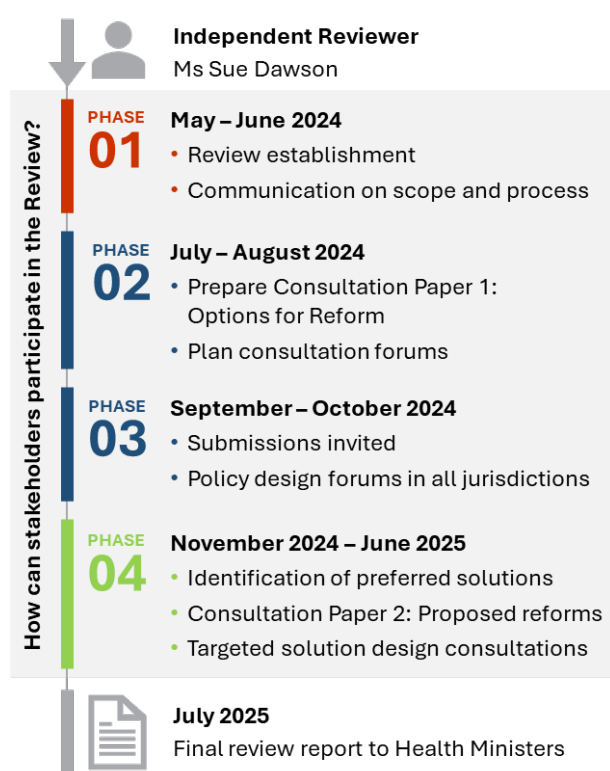 Independent Reviewer
Ms Sue Dawson
How can stakeholders participate in the Review?
PHASE
01
May – June 2024
• Review establishment
• Communication on scope and process
PHASE
02
July – August 2024
• Prepare Consultation Paper 1:
Options for Reform
• Plan consultation forums
PHASE
03
September – October 2024
• Submissions invited
• Policy design forums in all jurisdictions
PHASE
04
November 2024 – June 2025
• Identification of preferred solutions
• Consultation Paper 2: Proposed reforms
• Targeted solution design consultations
July 2025
Final review report to Health Ministers